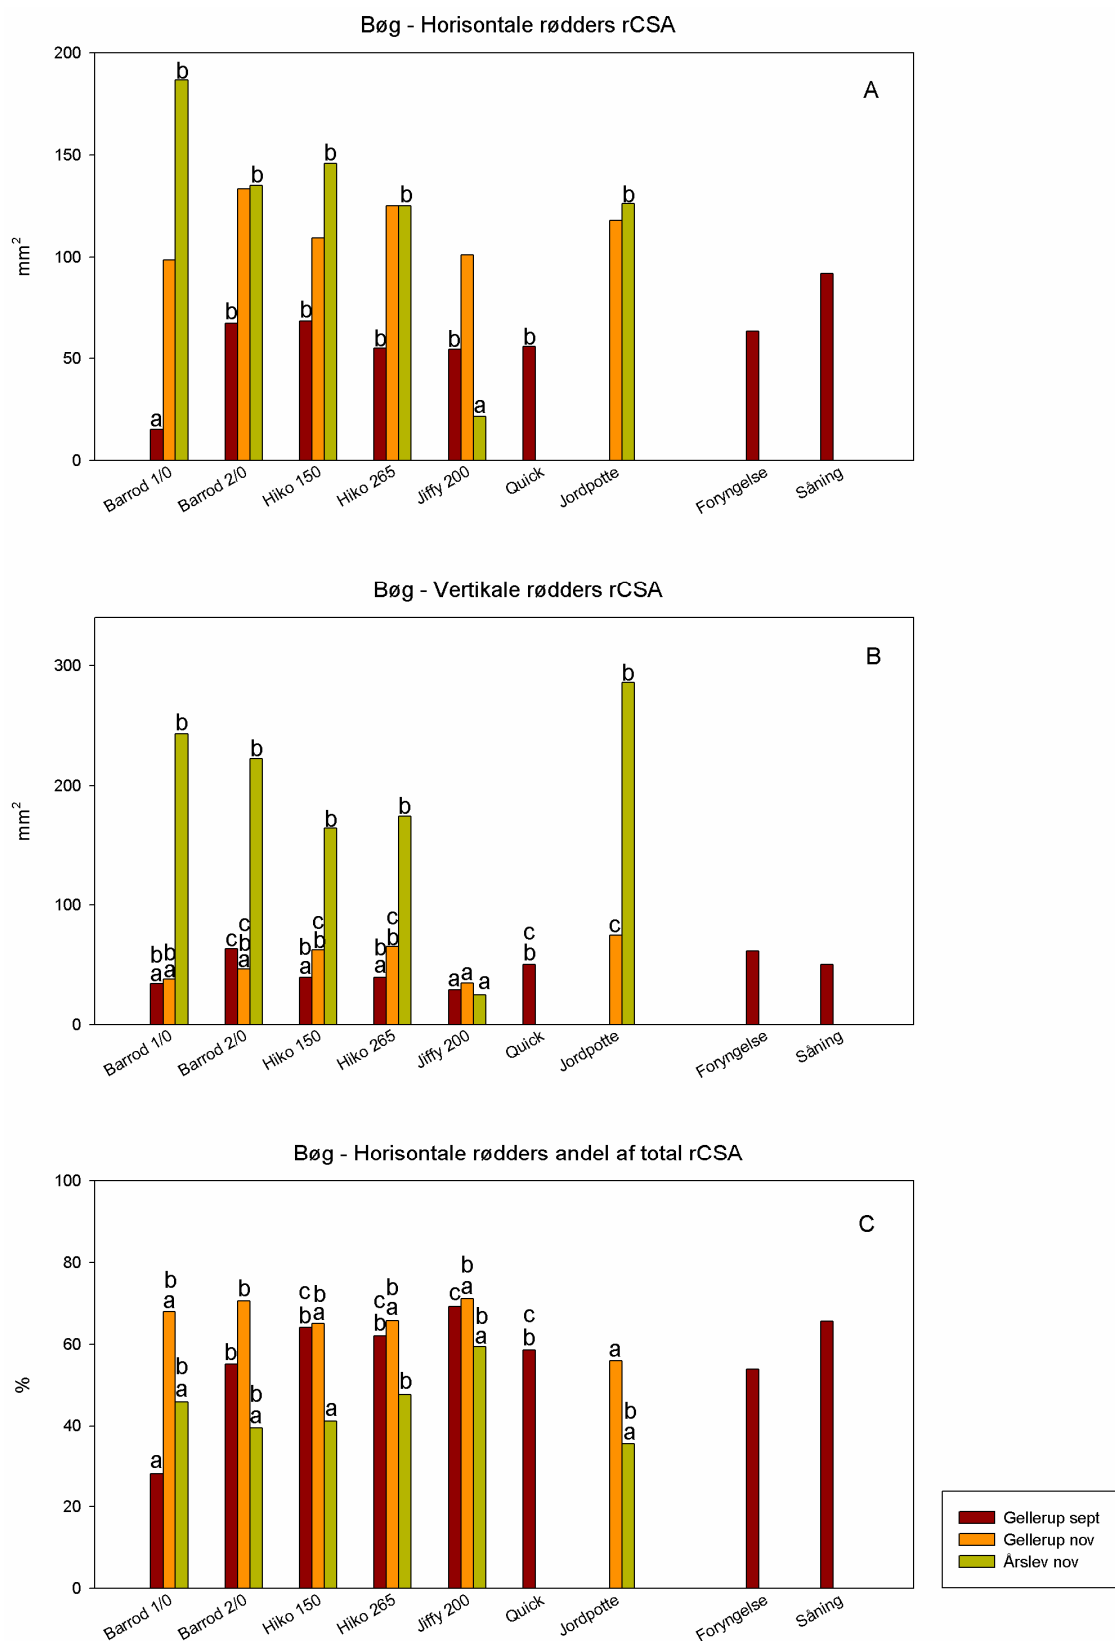 Bøg - Horisontale rødders rCSA
A
200
150
100
50
0
mm²
b
b b b b
b b b b b
a a
Barrod 1/0 Barrod 2/0 Hiko 150 Hiko 265 Jiffy 200 Quick Jordpotte Foryngelse Såning
Bøg - Vertikale rødders rCSA
B
300
200
100
0
mm²
b b b b b
b b c c b c b c b c b c c
a a b a a b a b a a a b
Barrod 1/0 Barrod 2/0 Hiko 150 Hiko 265 Jiffy 200 Quick Jordpotte Foryngelse Såning
Bøg - Horisontale rødders andel af total rCSA
C
100
80
60
40
20
0
%
a b a b a
b b b a
c b b a a
c b b a b
c b a b a
c b
a b a
Barrod 1/0 Barrod 2/0 Hiko 150 Hiko 265 Jiffy 200 Quick Jordpotte Foryngelse Såning
Gellerup sept
Gellerup nov
Årslev nov